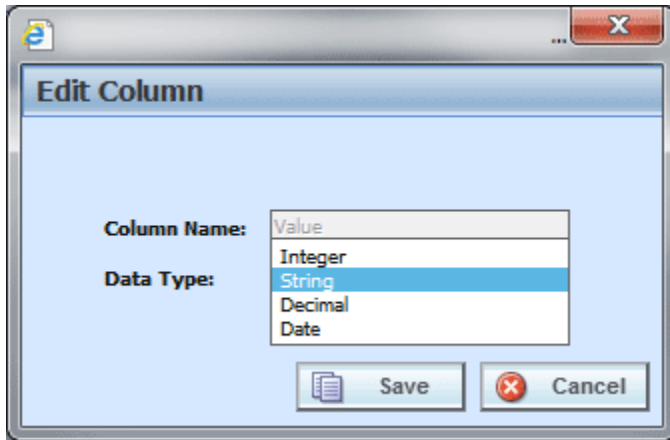 ...
Edit Column
Column Name: Value
Integer
Data Type: String
Decimal
Date
Save Cancel